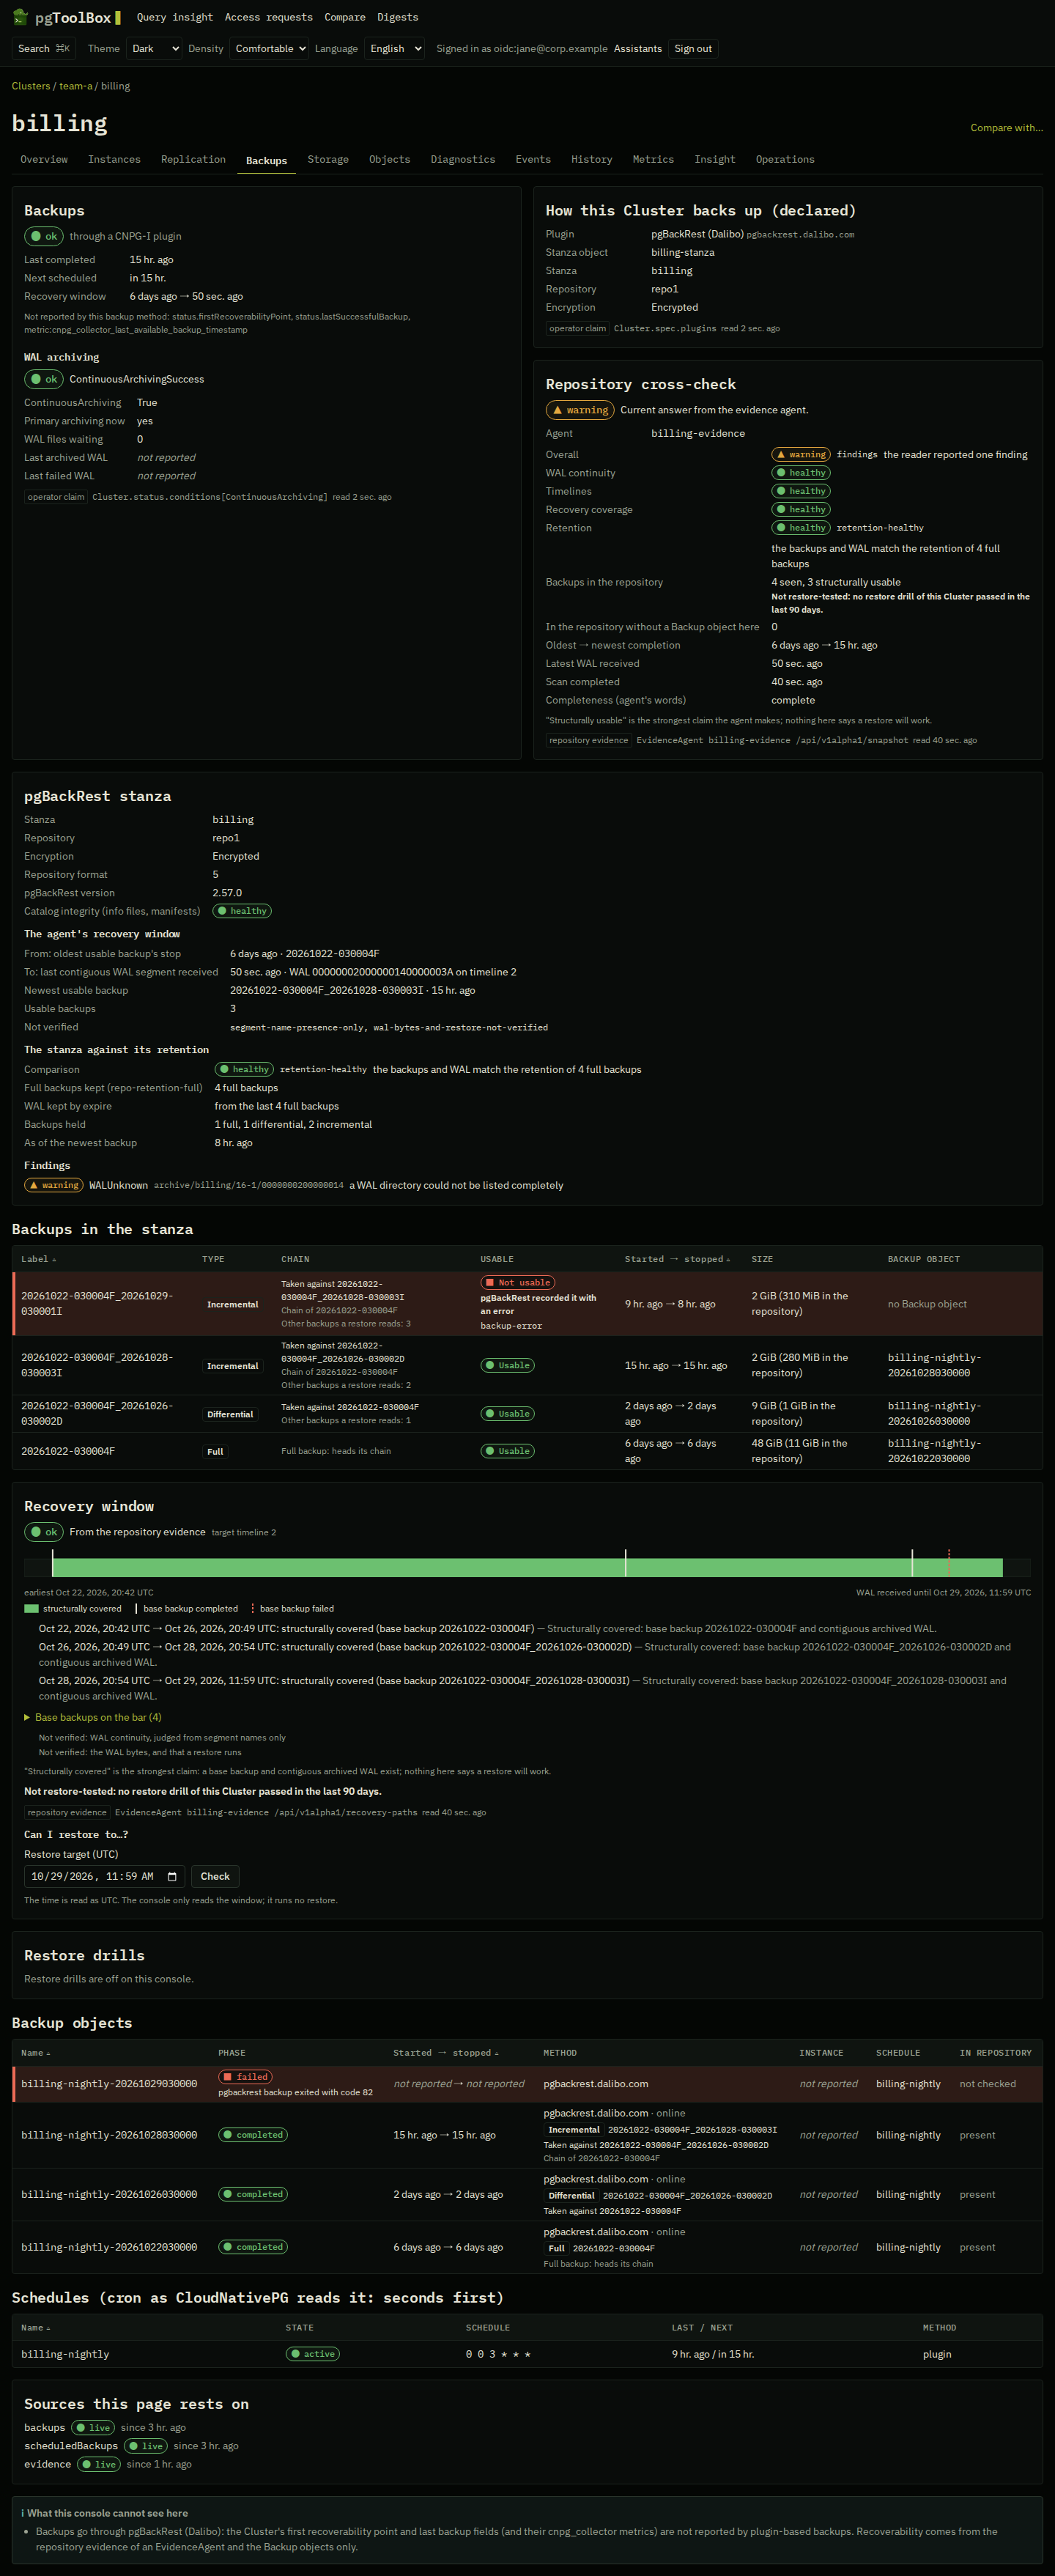 pgToolBox
Query insight Access requests Compare Digests
Search ⌘K Theme Dark Density Comfortable Language English Signed in as oidc:jane@corp.example Assistants Sign out
Clusters / team-a / billing
billing
Compare with…
Overview Instances Replication Backups Storage Objects Diagnostics Events History Metrics Insight Operations
Backups
ok through a CNPG-I plugin
Last completed 15 hr. ago
Next scheduled in 15 hr.
Recovery window 6 days ago → 50 sec. ago
Not reported by this backup method: status.firstRecoverabilityPoint, status.lastSuccessfulBackup,
metric:cnpg_collector_last_available_backup_timestamp
WAL archiving
ok ContinuousArchivingSuccess
ContinuousArchiving True
Primary archiving now yes
WAL files waiting 0
Last archived WAL not reported
Last failed WAL not reported
operator claim Cluster.status.conditions[ContinuousArchiving] read 2 sec. ago
How this Cluster backs up (declared)
Plugin pgBackRest (Dalibo) pgbackrest.dalibo.com
Stanza object billing-stanza
Stanza billing
Repository repo1
Encryption Encrypted
operator claim Cluster.spec.plugins read 2 sec. ago
Repository cross-check
warning Current answer from the evidence agent.
Agent billing-evidence
Overall warning findings the reader reported one finding
WAL continuity healthy
Timelines healthy
Recovery coverage healthy
Retention healthy retention-healthy
the backups and WAL match the retention of 4 full
backups
Backups in the repository 4 seen, 3 structurally usable
Not restore-tested: no restore drill of this Cluster passed in the
last 90 days.
In the repository without a Backup object here 0
Oldest → newest completion 6 days ago → 15 hr. ago
Latest WAL received 50 sec. ago
Scan completed 40 sec. ago
Completeness (agent's words) complete
"Structurally usable" is the strongest claim the agent makes; nothing here says a restore will work.
repository evidence EvidenceAgent billing-evidence /api/v1alpha1/snapshot read 40 sec. ago
pgBackRest stanza
Stanza billing
Repository repo1
Encryption Encrypted
Repository format 5
pgBackRest version 2.57.0
Catalog integrity (info files, manifests) healthy
The agent's recovery window
From: oldest usable backup's stop 6 days ago · 20261022-030004F
To: last contiguous WAL segment received 50 sec. ago · WAL 00000002000000140000003A on timeline 2
Newest usable backup 20261022-030004F_20261028-030003I · 15 hr. ago
Usable backups 3
Not verified segment-name-presence-only, wal-bytes-and-restore-not-verified
The stanza against its retention
Comparison healthy retention-healthy the backups and WAL match the retention of 4 full backups
Full backups kept (repo-retention-full) 4 full backups
WAL kept by expire from the last 4 full backups
Backups held 1 full, 1 differential, 2 incremental
As of the newest backup 8 hr. ago
Findings
warning WALUnknown archive/billing/16-1/0000000200000014 a WAL directory could not be listed completely
Backups in the stanza
Label TYPE CHAIN USABLE Started → stopped SIZE BACKUP OBJECT
20261022-030004F_20261029-
030001I
Incremental
Taken against 20261022-
030004F_20261028-030003I
Chain of 20261022-030004F
Other backups a restore reads: 3
Not usable
pgBackRest recorded it with
an error
backup-error
9 hr. ago → 8 hr. ago
2 GiB (310 MiB in the
repository)
no Backup object
20261022-030004F_20261028-
030003I
Incremental
Taken against 20261022-
030004F_20261026-030002D
Chain of 20261022-030004F
Other backups a restore reads: 2
Usable
15 hr. ago → 15 hr. ago
2 GiB (280 MiB in the
repository)
billing-nightly-
20261028030000
20261022-030004F_20261026-
030002D
Differential
Taken against 20261022-030004F
Other backups a restore reads: 1
Usable
2 days ago → 2 days
ago
9 GiB (1 GiB in the
repository)
billing-nightly-
20261026030000
20261022-030004F
Full
Full backup: heads its chain
Usable
6 days ago → 6 days
ago
48 GiB (11 GiB in the
repository)
billing-nightly-
20261022030000
Recovery window
ok From the repository evidence target timeline 2
earliest Oct 22, 2026, 20:42 UTC WAL received until Oct 29, 2026, 11:59 UTC
structurally covered base backup completed base backup failed
Oct 22, 2026, 20:42 UTC → Oct 26, 2026, 20:49 UTC: structurally covered (base backup 20261022-030004F) — Structurally covered: base backup 20261022-030004F and contiguous archived WAL.
Oct 26, 2026, 20:49 UTC → Oct 28, 2026, 20:54 UTC: structurally covered (base backup 20261022-030004F_20261026-030002D) — Structurally covered: base backup 20261022-030004F_20261026-030002D and
contiguous archived WAL.
Oct 28, 2026, 20:54 UTC → Oct 29, 2026, 11:59 UTC: structurally covered (base backup 20261022-030004F_20261028-030003I) — Structurally covered: base backup 20261022-030004F_20261028-030003I and
contiguous archived WAL.
Base backups on the bar (4)
Not verified: WAL continuity, judged from segment names only
Not verified: the WAL bytes, and that a restore runs
"Structurally covered" is the strongest claim: a base backup and contiguous archived WAL exist; nothing here says a restore will work.
Not restore-tested: no restore drill of this Cluster passed in the last 90 days.
repository evidence EvidenceAgent billing-evidence /api/v1alpha1/recovery-paths read 40 sec. ago
Can I restore to…?
Restore target (UTC)
10/29/2026, 11:59 AM Check
The time is read as UTC. The console only reads the window; it runs no restore.
Restore drills
Restore drills are off on this console.
Backup objects
Name PHASE Started → stopped METHOD INSTANCE SCHEDULE IN REPOSITORY
billing-nightly-20261029030000
failed
pgbackrest backup exited with code 82
not reported → not reported
pgbackrest.dalibo.com
not reported billing-nightly not checked
billing-nightly-20261028030000
completed
15 hr. ago → 15 hr. ago
pgbackrest.dalibo.com · online
Incremental 20261022-030004F_20261028-030003I
Taken against 20261022-030004F_20261026-030002D
Chain of 20261022-030004F
not reported billing-nightly present
billing-nightly-20261026030000
completed
2 days ago → 2 days ago
pgbackrest.dalibo.com · online
Differential 20261022-030004F_20261026-030002D
Taken against 20261022-030004F
not reported billing-nightly present
billing-nightly-20261022030000
completed
6 days ago → 6 days ago
pgbackrest.dalibo.com · online
Full 20261022-030004F
Full backup: heads its chain
not reported billing-nightly present
Schedules (cron as CloudNativePG reads it: seconds first)
Name STATE SCHEDULE LAST / NEXT METHOD
billing-nightly active 0 0 3 * * * 9 hr. ago / in 15 hr. plugin
Sources this page rests on
backups live since 3 hr. ago
scheduledBackups live since 3 hr. ago
evidence live since 1 hr. ago
i What this console cannot see here
• Backups go through pgBackRest (Dalibo): the Cluster's first recoverability point and last backup fields (and their cnpg_collector metrics) are not reported by plugin-based backups. Recoverability comes from the
repository evidence of an EvidenceAgent and the Backup objects only.